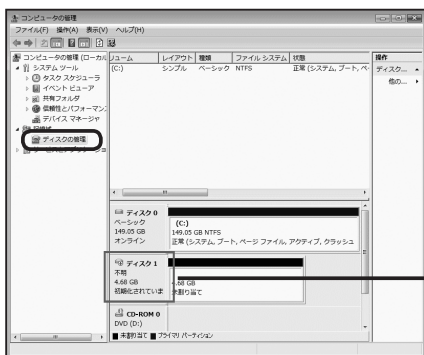 コンピュータの管理
ファイル(F) 操作(A) 表示(V) ヘルプ(H)
コンピュータの管理 (ローカル
システム ツール
タスク スケジューラ
イベント ビューア
共有フォルダ
信頼性とパフォーマン
デバイス マネージャ
ディスクの管理
リューム レイアウト 種類 ファイル システム 状態
(C:) シンプル ベーシック NTFS 正常 (システム, ブート, ペ-
操作
ディスク...
他の...
ディスク 0
ベーシック
149.05 GB
オンライン
(C:)
149.05 GB NTFS
正常 (システム, ブート, ページ ファイル, アクティブ, クラッシュ
ディスク 1
不明
4.68 GB
初期化されていま
4.68 GB
未割り当て
CD-ROM 0
DVD (D:)
未割り当て プライマリ パーティション